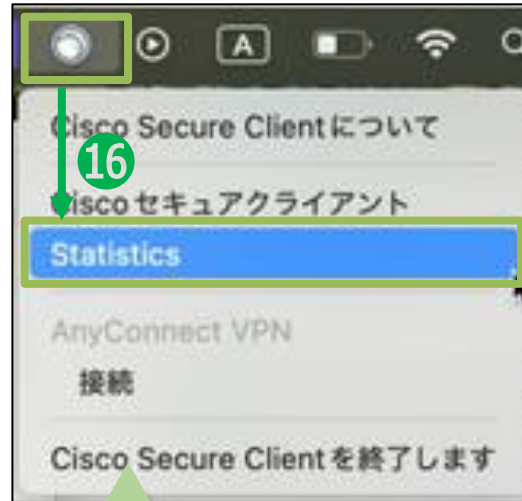 A
Cisco Secure Clientについて
16
Ciscoセキュアクライアント
Statistics
AnyConnect VPN
接続
Cisco Secure Clientを終了します